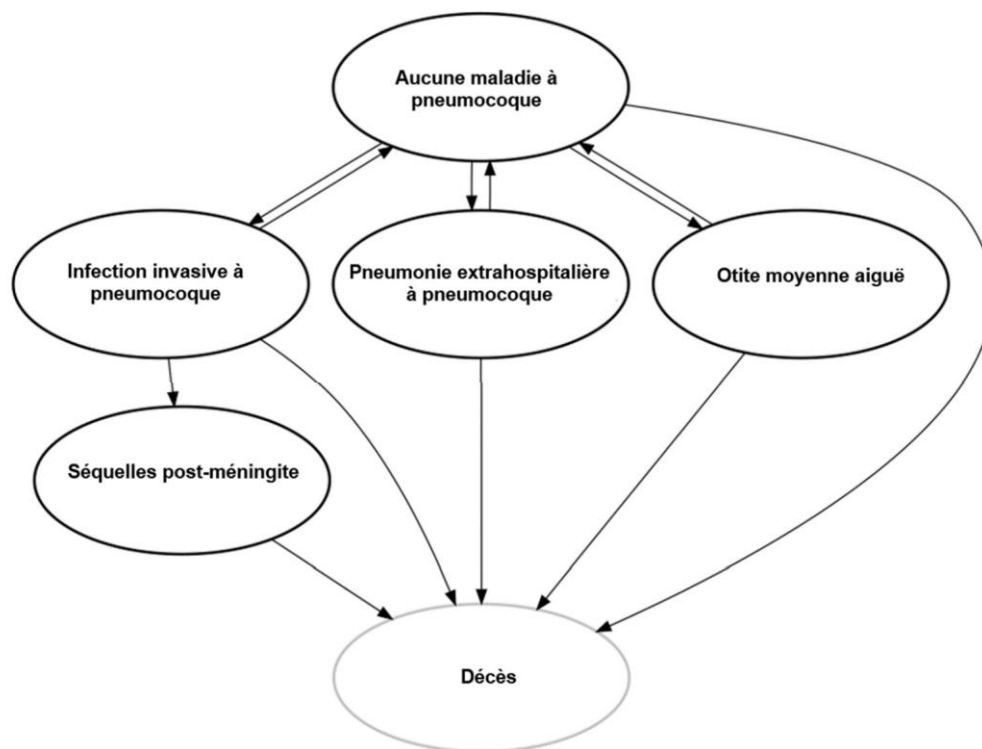 Aucune maladie à
pneumocoque
Infection invasive à
pneumocoque
Pneumonie extrahospitalière
à pneumocoque
Otite moyenne aiguë
Séquelles post-méningite
Décès